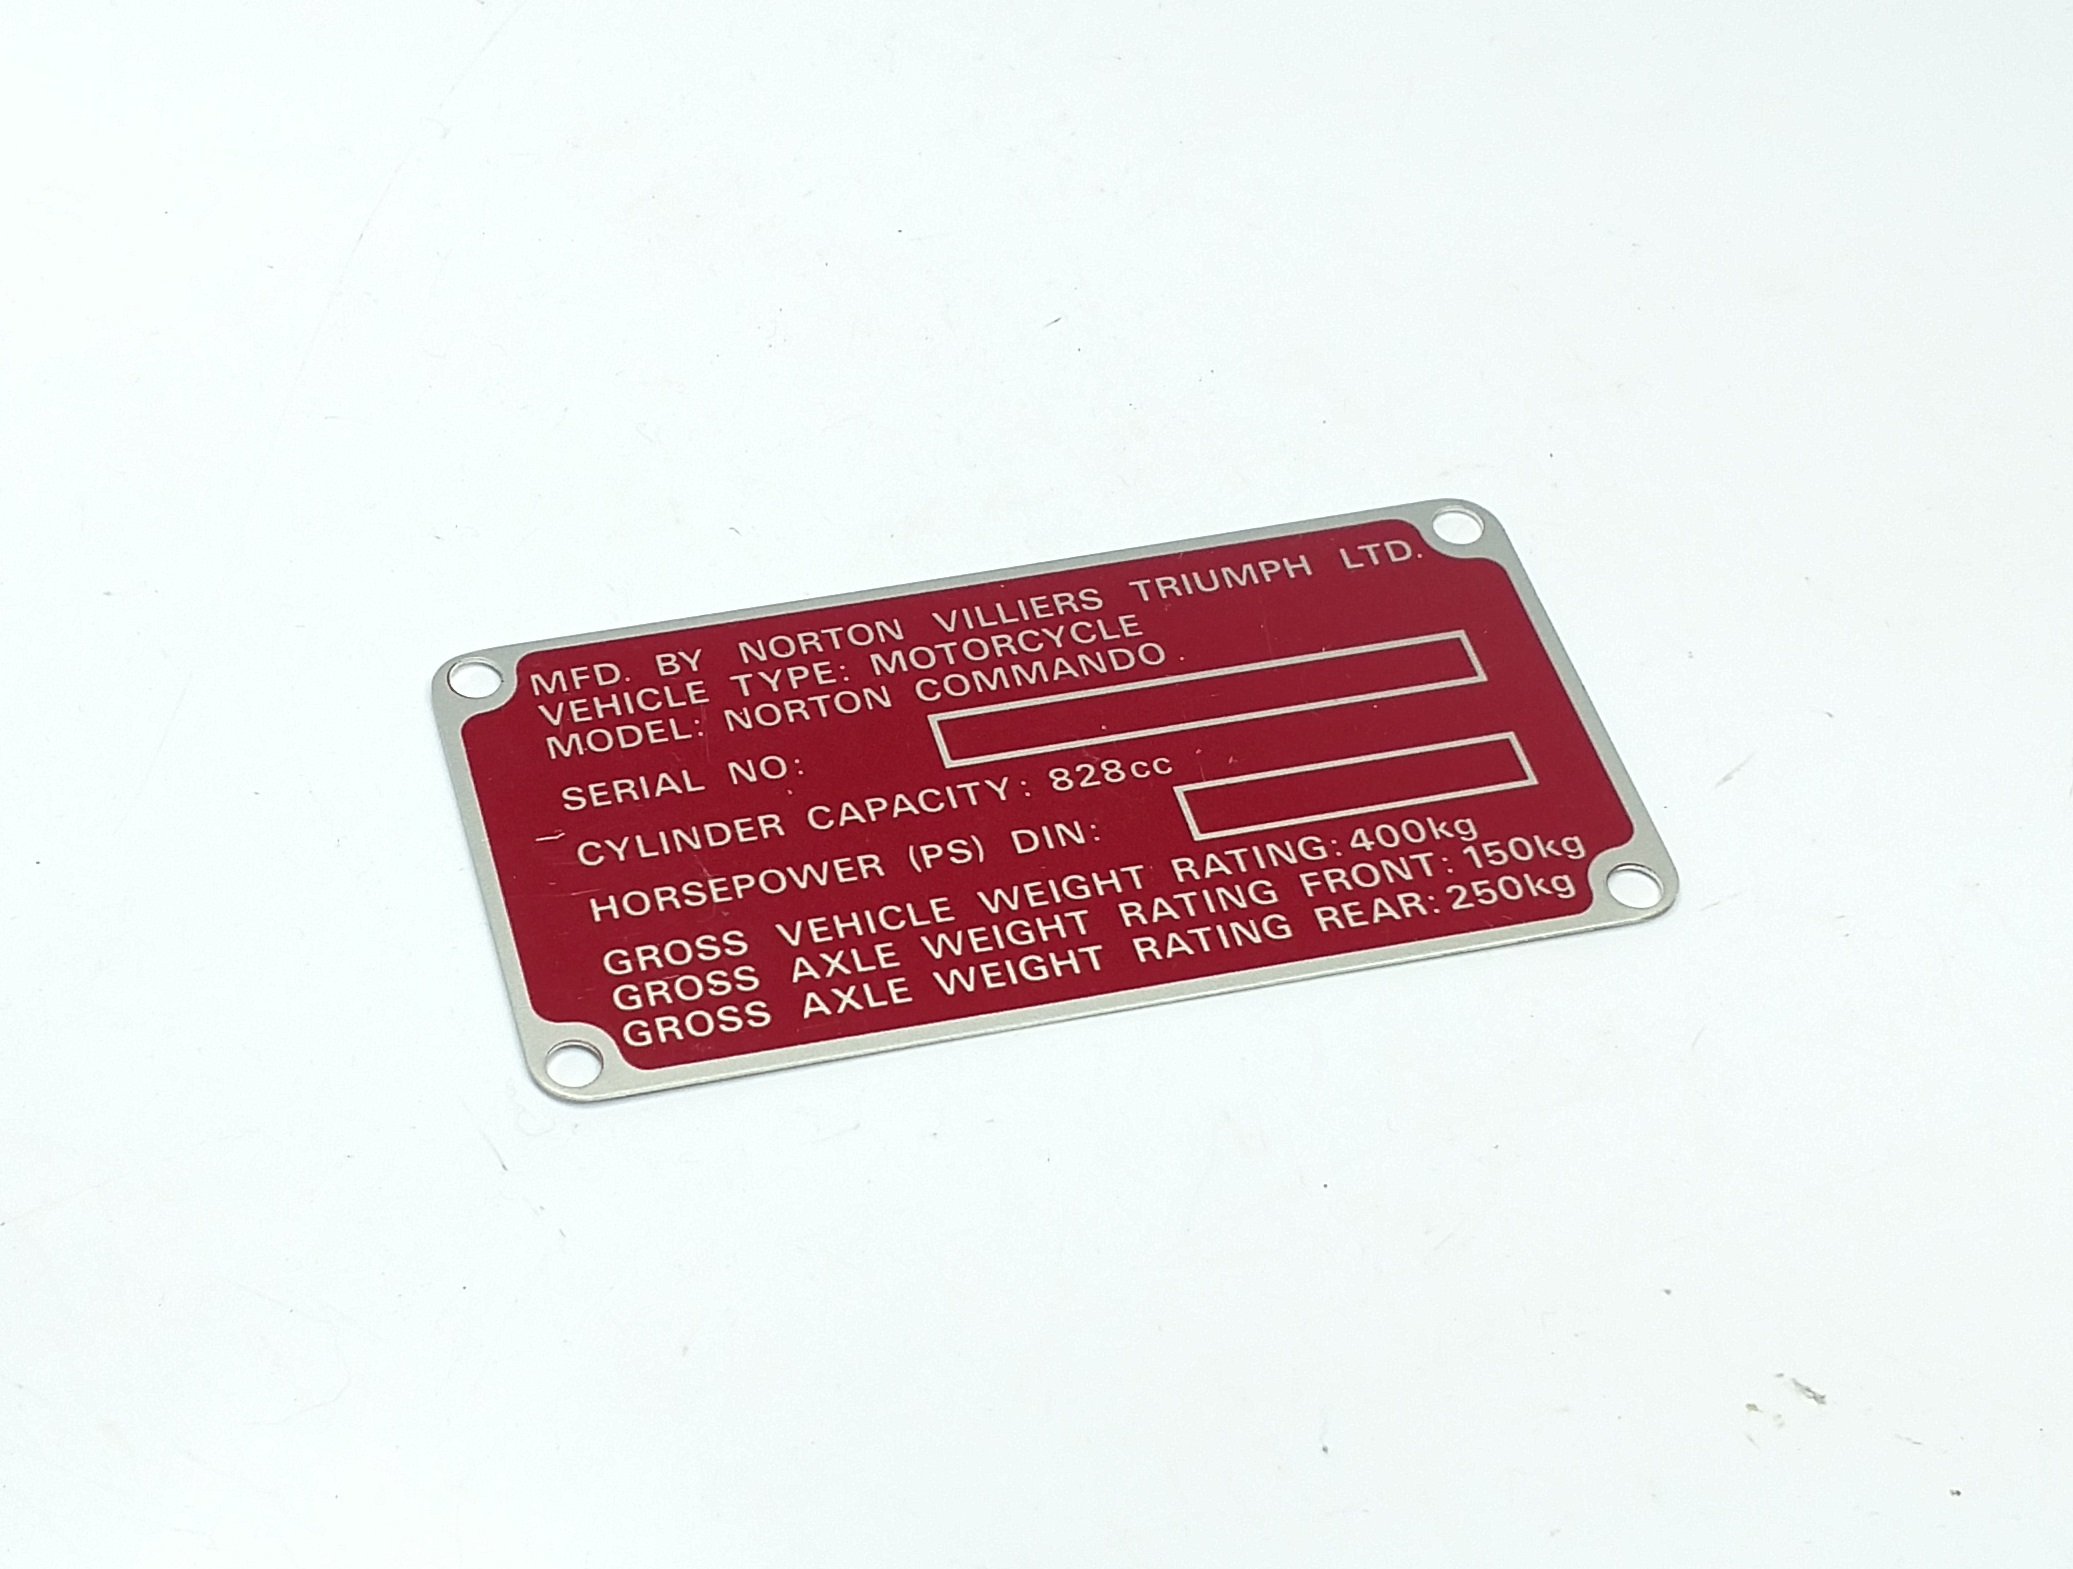 MFD. BY NORTON VILLIERS TRIUMPH LTD.
VEHICLE TYPE: MOTORCYCLE
MODEL: NORTON COMMANDO
SERIAL NO:
CYLINDER CAPACITY: 828cc
HORSEPOWER (PS) DIN:
GROSS VEHICLE WEIGHT RATING: 400kg
GROSS AXLE WEIGHT RATING FRONT: 150kg
GROSS AXLE WEIGHT RATING REAR: 250kg